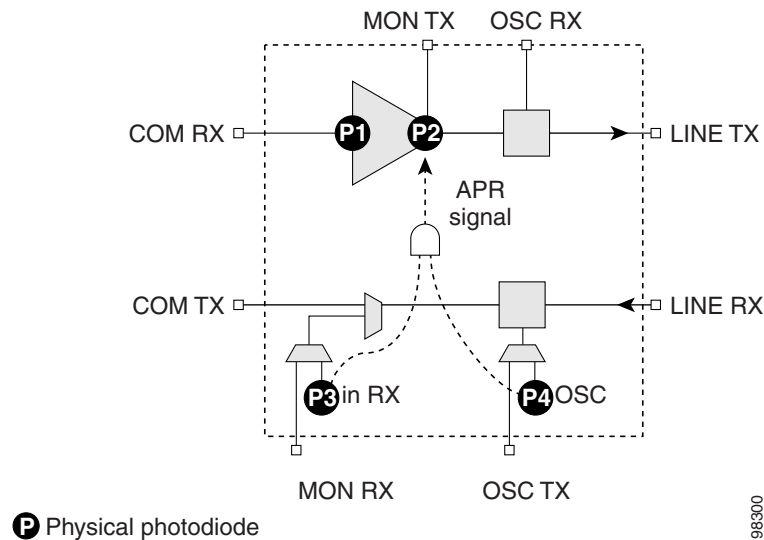 MON TX
OSC RX
COM RX
P1
P2
LINE TX
APR
signal
COM TX
LINE RX
P3 in RX
P4 OSC
MON RX
OSC TX
P Physical photodiode
98300